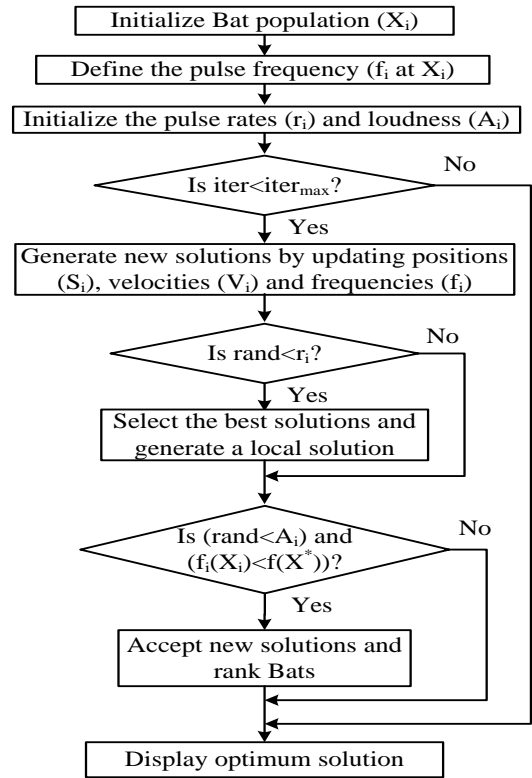 Initialize Bat population (Xi)
Define the pulse frequency (fi at Xi)
Initialize the pulse rates (ri) and loudness (Ai)
No
Is iter<itermax?
Yes
Generate new solutions by updating positions
(Si), velocities (Vi) and frequencies (fi)
No
Is rand<ri?
Yes
Select the best solutions and
generate a local solution
No
Is (rand<Ai) and
(fi(Xi)<f(X*))?
Yes
Accept new solutions and
rank Bats
Display optimum solution